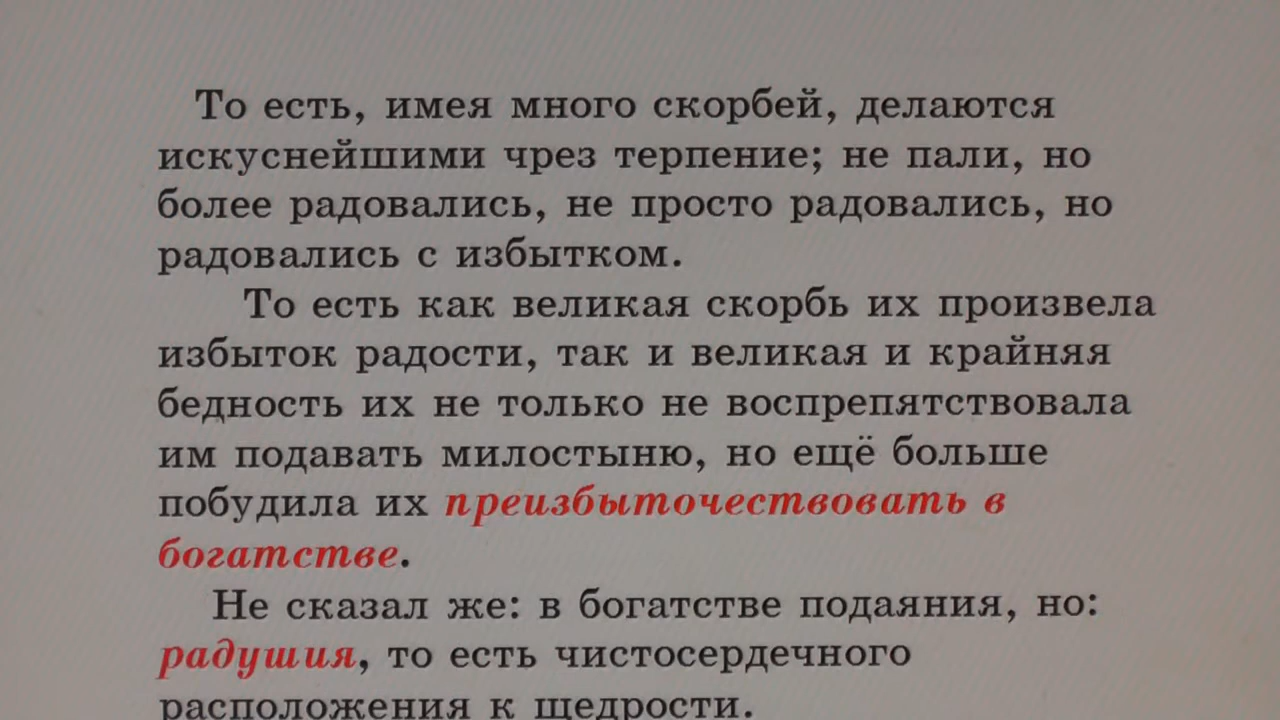 То есть, имея много скорбей, делаются
искуснейшими чрез терпение; не пали, но
более радовались, не просто радовались, но
радовались с избытком.
То есть как великая скорбь их произвела
избыток радости, так и великая и крайняя
бедность их не только не воспрепятствовала
им подавать милостыню, но ещё больше
побудила их преизбыточествовать в
богатстве.
Не сказал же: в богатстве подаяния, но:
радушия, то есть чистосердечного
расположения к щедрости.